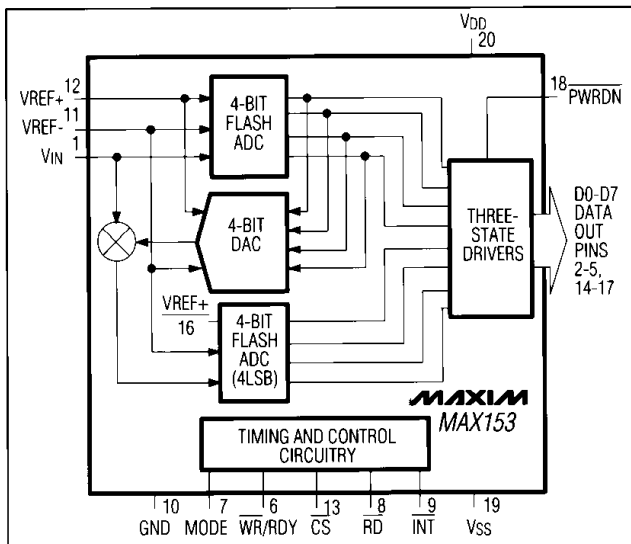 VDD
20
12
VREF+
11
VREF-
1
VIN
4-BIT
FLASH
ADC
18
PWRDN
4-BIT
DAC
THREE-
STATE
DRIVERS
D0-D7
DATA
OUT
PINS
2-5,
14-17
VREF+
16
4-BIT
FLASH
ADC
(4LSB)
MAXIM
MAX153
TIMING AND CONTROL
CIRCUITRY
10 7 6 13 8 9 19
GND MODE WR/RDY CS RD INT VSS